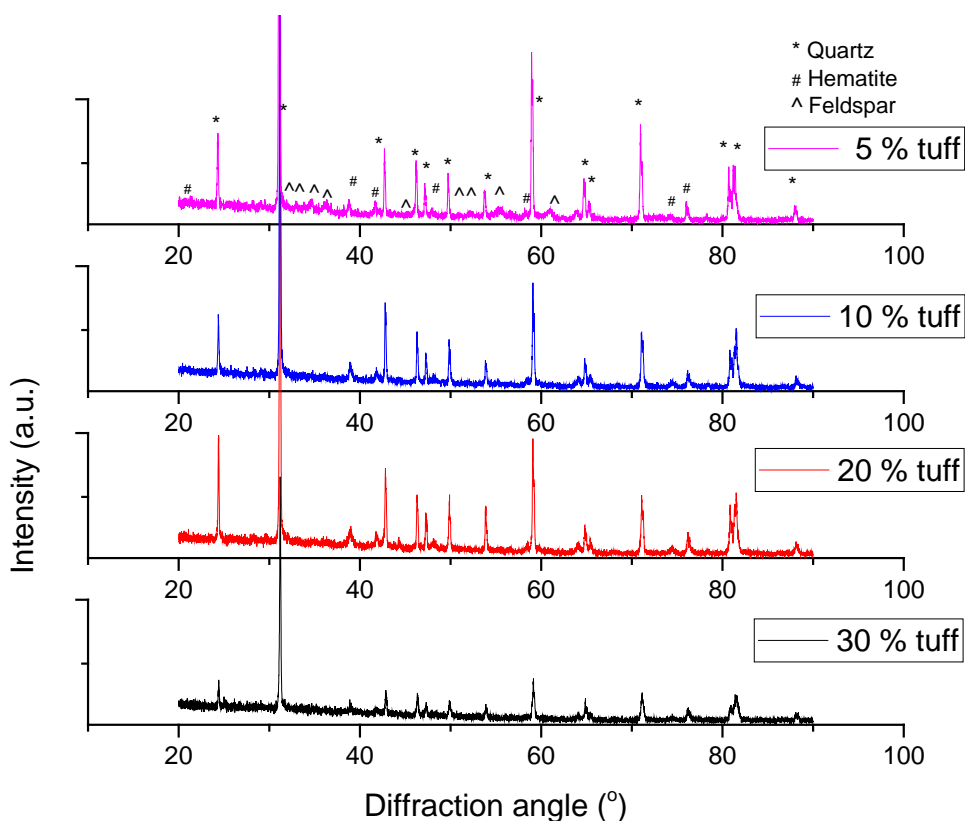 * Quartz
# Hematite
^ Feldspar
5 % tuff
* * * * * * * * * * * * * *
# ^ ^ ^ ^ # # ^ # ^ ^ ^ # ^ # #
20 40 60 80 100
10 % tuff
20 40 60 80 100
20 % tuff
20 40 60 80 100
30 % tuff
20 40 60 80 100
Intensity (a.u.)
Diffraction angle (o)